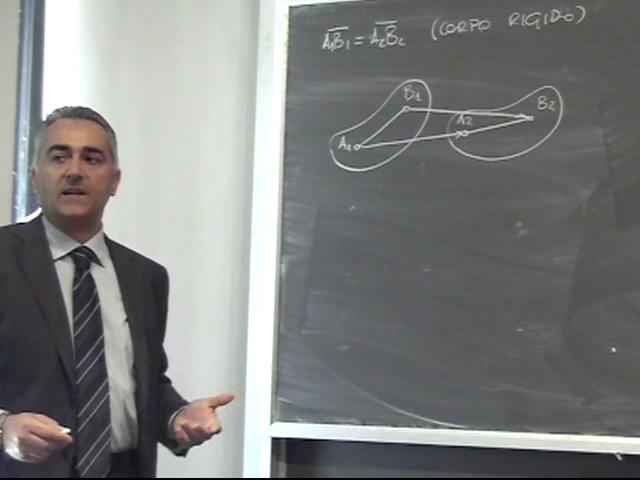 A₁B₁ = A₂B₂ (CORPO RIGIDO)
B1 B2
A2
A1